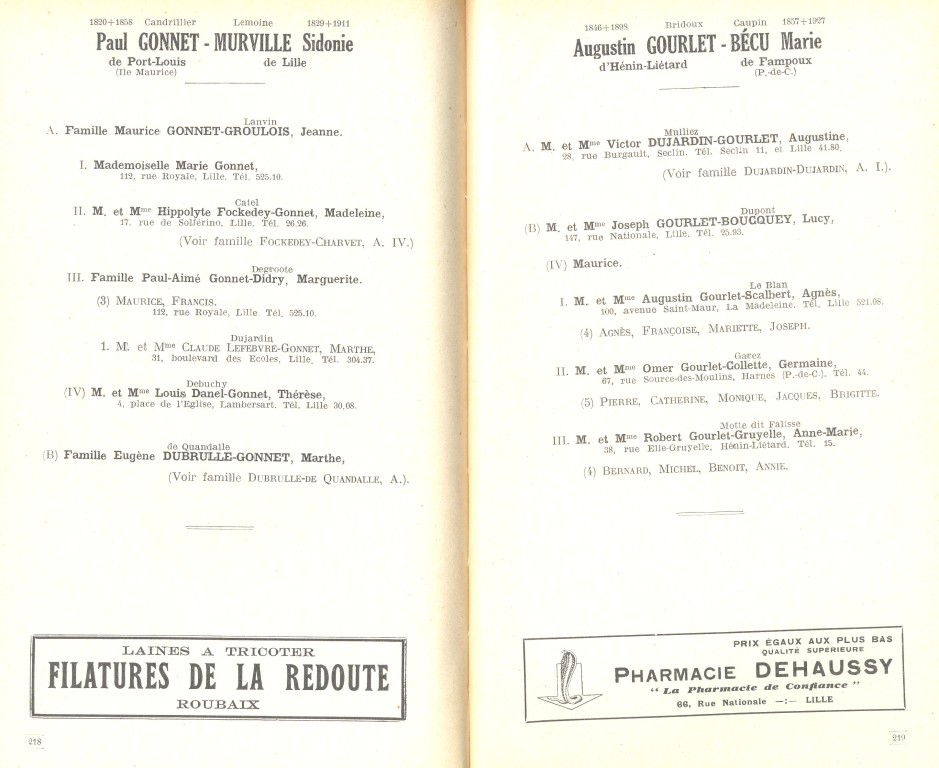 1820+1858 Candrillier Lemoine 1829+1911
Paul GONNET - MURVILLE Sidonie
de Port-Louis de Lille
(Ile Maurice)
Lanvin
A. Famille Maurice GONNET-GROULOIS, Jeanne.
I. Mademoiselle Marie Gonnet,
112, rue Royale, Lille. Tél. 525.10.
Catel
II. M. et Mme Hippolyte Fockedey-Gonnet, Madeleine,
17, rue de Solférino, Lille. Tél. 26.26.
(Voir famille FOCKEDEY-CHARVET, A. IV.)
Degroote
III. Famille Paul-Aimé Gonnet-Didry, Marguerite.
(3) MAURICE, FRANCIS.
112, rue Royale, Lille Tél. 525.10.
Dujardin
1. M. et Mme CLAUDE LEFEBVRE-GONNET, MARTHE,
31, boulevard des Ecoles, Lille. Tél. 304.37.
Debuchy
(IV) M. et Mme Louis Danel-Gonnet, Thérèse,
4, place de l'Eglise, Lambersart. Tél. Lille 30.08.
de Quandalle
(B) Famille Eugène DUBRULLE-GONNET, Marthe,
(Voir famille DUBRULLE-DE QUANDALLE, A.).
LAINES A TRICOTER
FILATURES DE LA REDOUTE
ROUBAIX
218
1846+1898 Bridoux Caupin 1857+1927
Augustin GOURLET - BÉCU Marie
d'Hénin-Liétard de Fampoux
(P.-de-C.)
Mulliez
A. M. et Mme Victor DUJARDIN-GOURLET, Augustine,
28, rue Burgault, Seclin. Tél. Seclin 11, et Lille 41.80.
(Voir famille DUJARDIN-DUJARDIN, A. I.).
Dupont
(B) M. et Mme Joseph GOURLET-BOUCQUEY, Lucy,
147, rue Nationale, Lille. Tél. 25.93.
(IV) Maurice.
Le Blan
I. M. et Mme Augustin Gourlet-Scalbert, Agnès,
100, avenue Saint-Maur, La Madeleine. Tél. Lille 521.08.
(4) AGNÈS, FRANÇOISE, MARIETTE, JOSEPH.
Garez
II. M. et Mme Omer Gourlet-Collette, Germaine,
67, rue Source-des-Moulins, Harnes (P.-de-C.). Tél. 44.
(5) PIERRE, CATHERINE, MONIQUE, JACQUES, BRIGITTE.
Motte dit Falisse
III. M. et Mme Robert Gourlet-Gruyelle, Anne-Marie,
38, rue Elie-Gruyelle, Hénin-Liétard. Tél. 15.
(4) BERNARD, MICHEL, BENOIT, ANNIE.
PRIX ÉGAUX AUX PLUS BAS
QUALITÉ SUPÉRIEURE
PHARMACIE DEHAUSSY
" La Pharmacie de Confiance "
66, Rue Nationale —:— LILLE
219